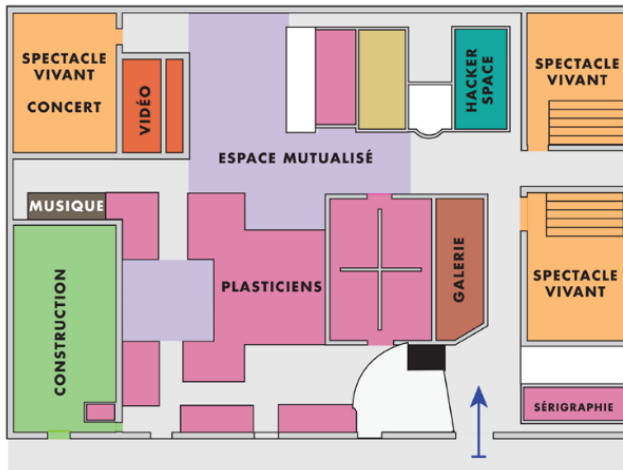 SPECTACLE
VIVANT
CONCERT
VIDÉO
HACKER
SPACE
SPECTACLE
VIVANT
ESPACE MUTUALISÉ
MUSIQUE
CONSTRUCTION
PLASTICIENS
GALERIE
SPECTACLE
VIVANT
SÉRIGRAPHIE